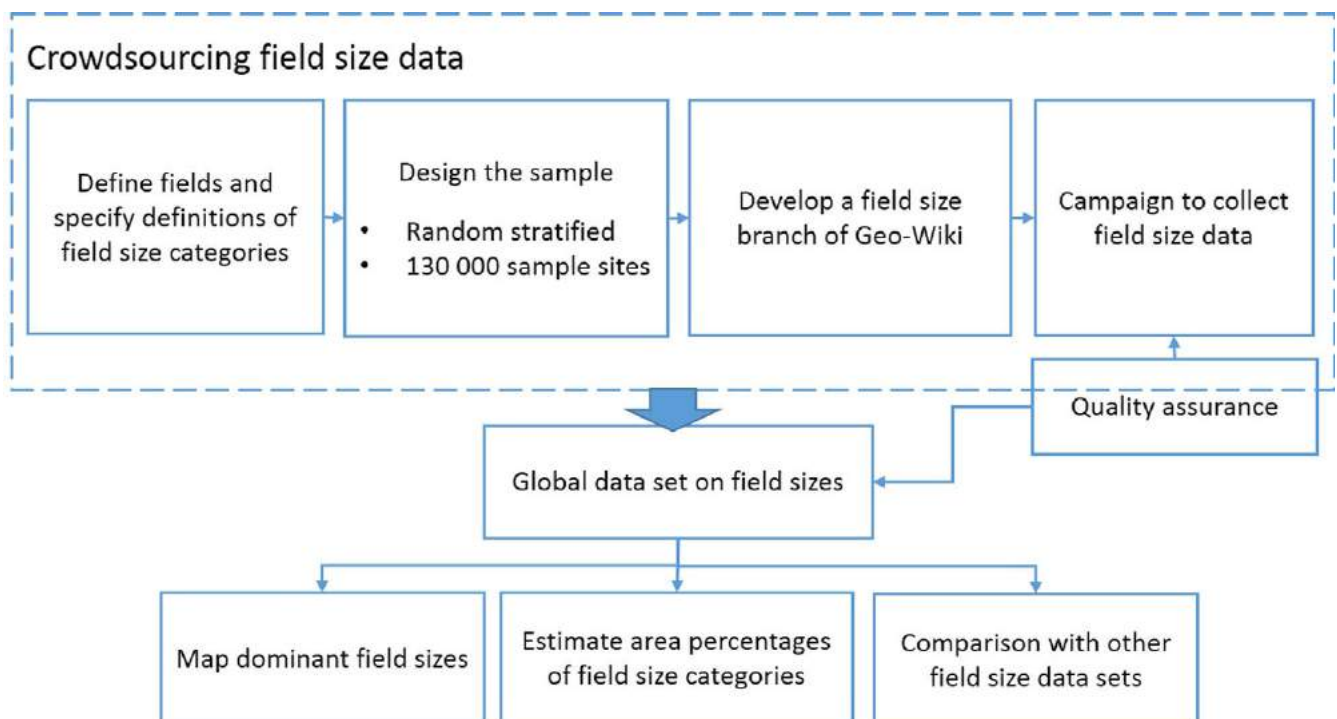 Crowdsourcing field size data
Define fields and
specify definitions of
field size categories
Design the sample
• Random stratified
• 130 000 sample sites
Develop a field size
branch of Geo-Wiki
Campaign to collect
field size data
Quality assurance
Global data set on field sizes
Map dominant field sizes
Estimate area percentages
of field size categories
Comparison with other
field size data sets